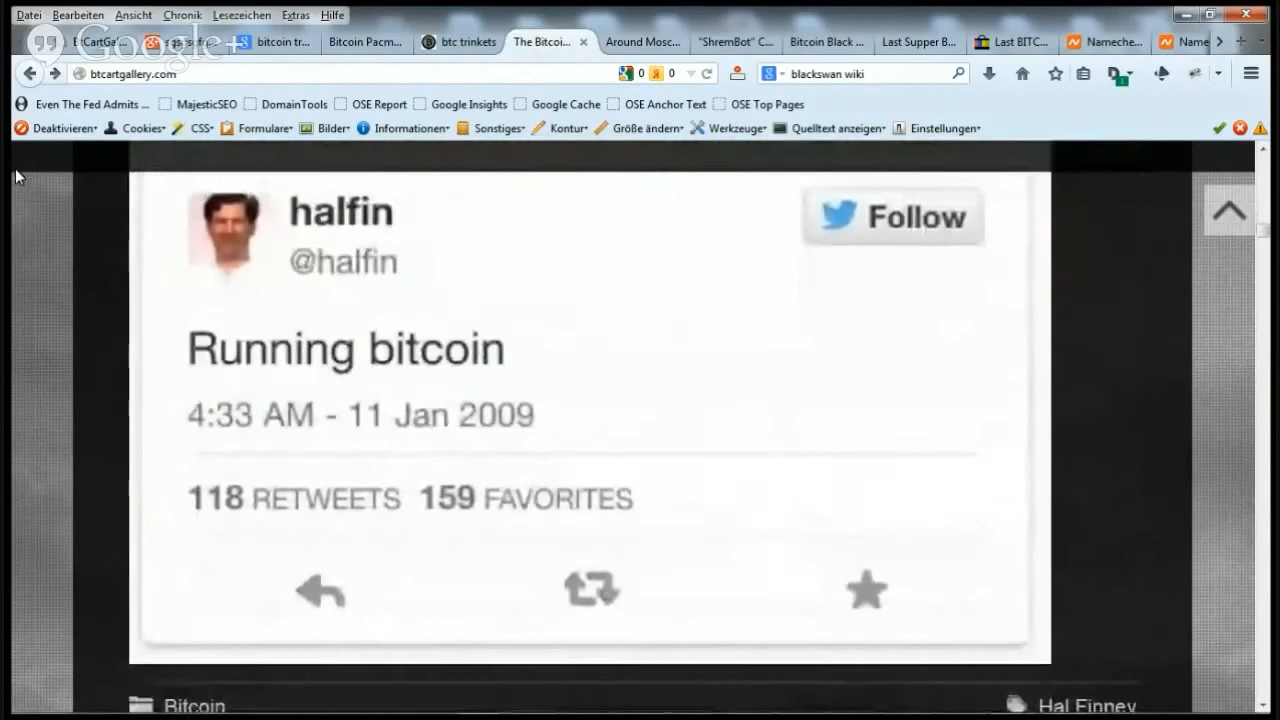 Datei Bearbeiten Ansicht Chronik Lesezeichen Extras Hilfe
Google+
bitcoin tr... Bitcoin Pacm... btc trinkets The Bitcoi... Around Mosc... "ShremBot" C... Bitcoin Black ... Last Supper B... Last BITC... Nameche... Name
btcartgallery.com 0 0 blackswan wiki
Even The Fed Admits ... MajesticSEO DomainTools OSE Report Google Insights Google Cache OSE Anchor Text OSE Top Pages
Deaktivieren Cookies CSS Formulare Bilder Informationen Sonstiges Kontur Größe ändern Werkzeuge Quelltext anzeigen Einstellungen
halfin
Follow
@halfin
Running bitcoin
4:33 AM - 11 Jan 2009
118 RETWEETS 159 FAVORITES
Bitcoin Hal Finney